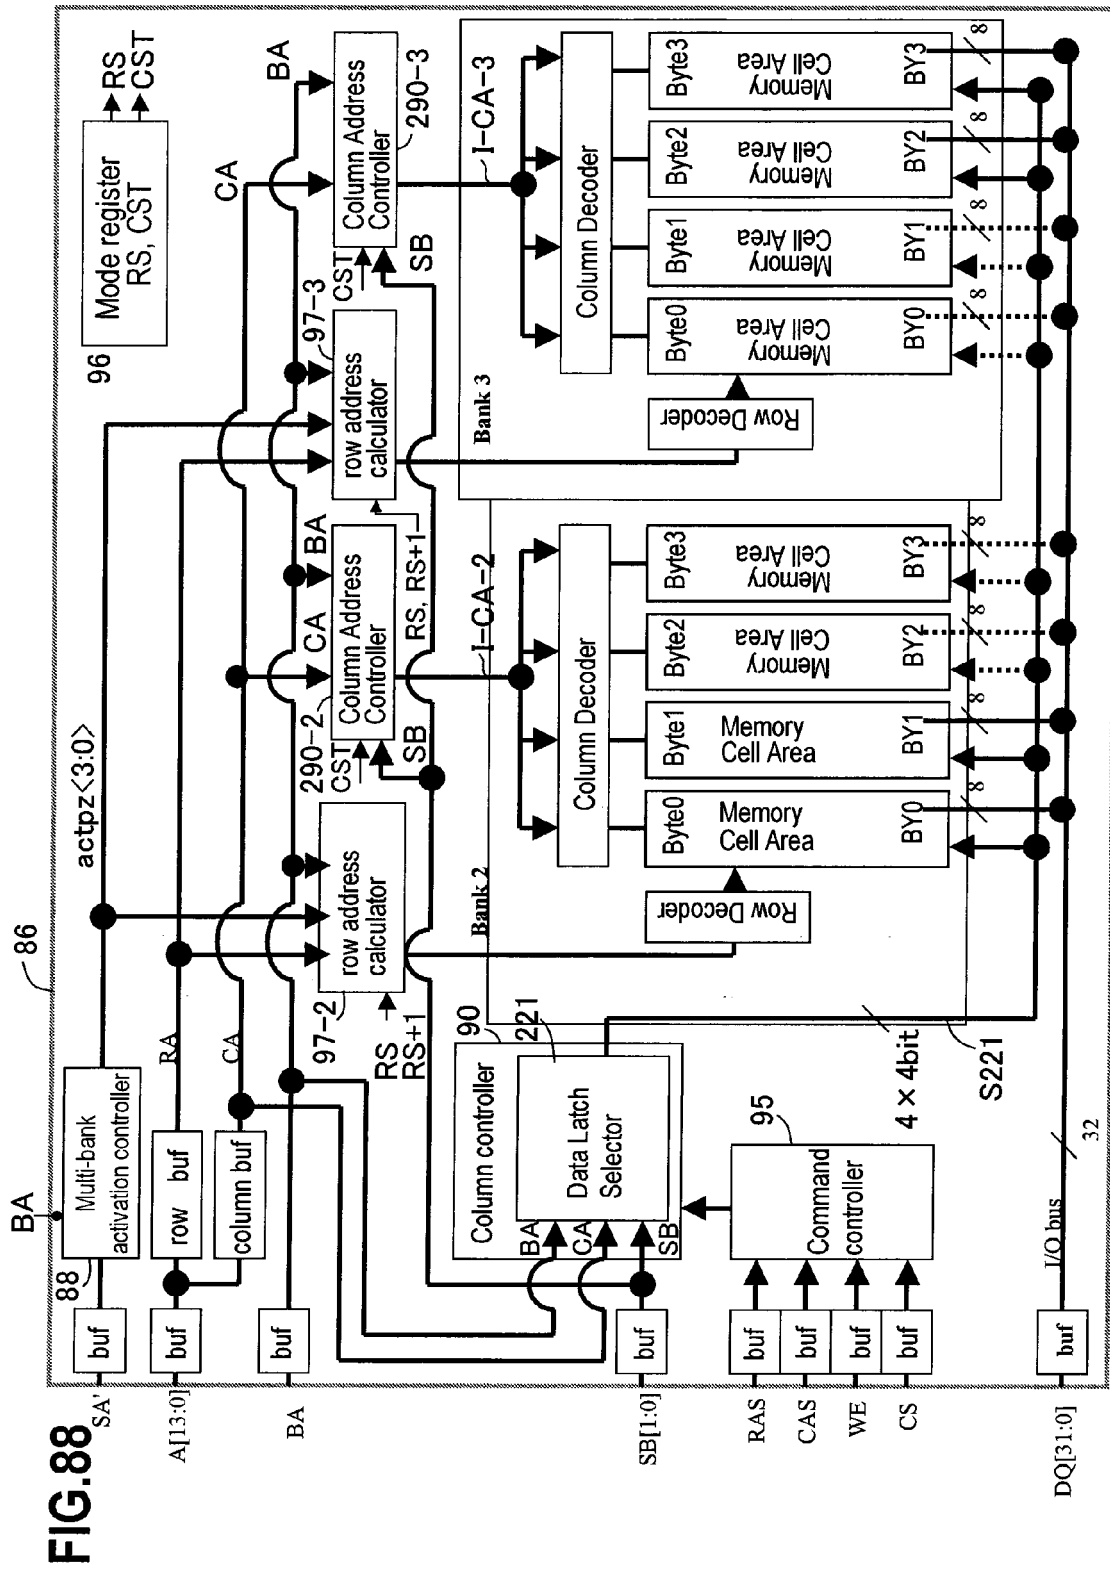 FIG.88
86
BA
SA'
buf
88
Multi-bank
activation controller
actpz<3:0>
A[13:0]
buf
row buf
RA
column buf
CA
BA
buf
96
Mode register
RS, CST
RS
CST
97-2
row address
calculator
RS
RS+1
290-2
CA
BA
Column Address
Controller
CST
SB
97-3
row address
calculator
RS, RS+1
CA
BA
Column Address
Controller
290-3
CST
SB
I-CA-2
I-CA-3
90
Column controller
221
Data Latch
Selector
BA
CA
SB
SB[1:0]
buf
Bank 2
Column Decoder
Row Decoder
Byte0
Memory
Cell Area
BY0
8
Byte1
Memory
Cell Area
BY1
8
Byte2
Memory
Cell Area
BY2
8
Byte3
Memory
Cell Area
BY3
8
Bank 3
Column Decoder
Row Decoder
Byte0
Memory
Cell Area
BY0
8
Byte1
Memory
Cell Area
BY1
8
Byte2
Memory
Cell Area
BY2
8
Byte3
Memory
Cell Area
BY3
8
4 × 4bit
S221
95
Command
controller
RAS
buf
CAS
buf
WE
buf
CS
buf
DQ[31:0]
buf
I/O bus
32